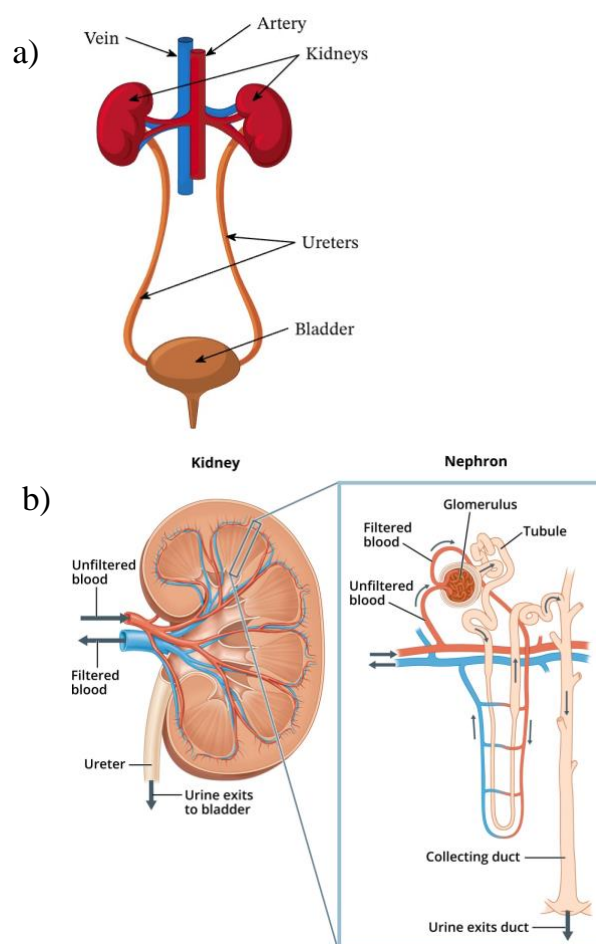 a)
Vein
Artery
Kidneys
Ureters
Bladder
b)
Kidney
Unfiltered
blood
Filtered
blood
Ureter
Urine exits
to bladder
Nephron
Glomerulus
Filtered
blood
Tubule
Unfiltered
blood
Collecting duct
Urine exits duct